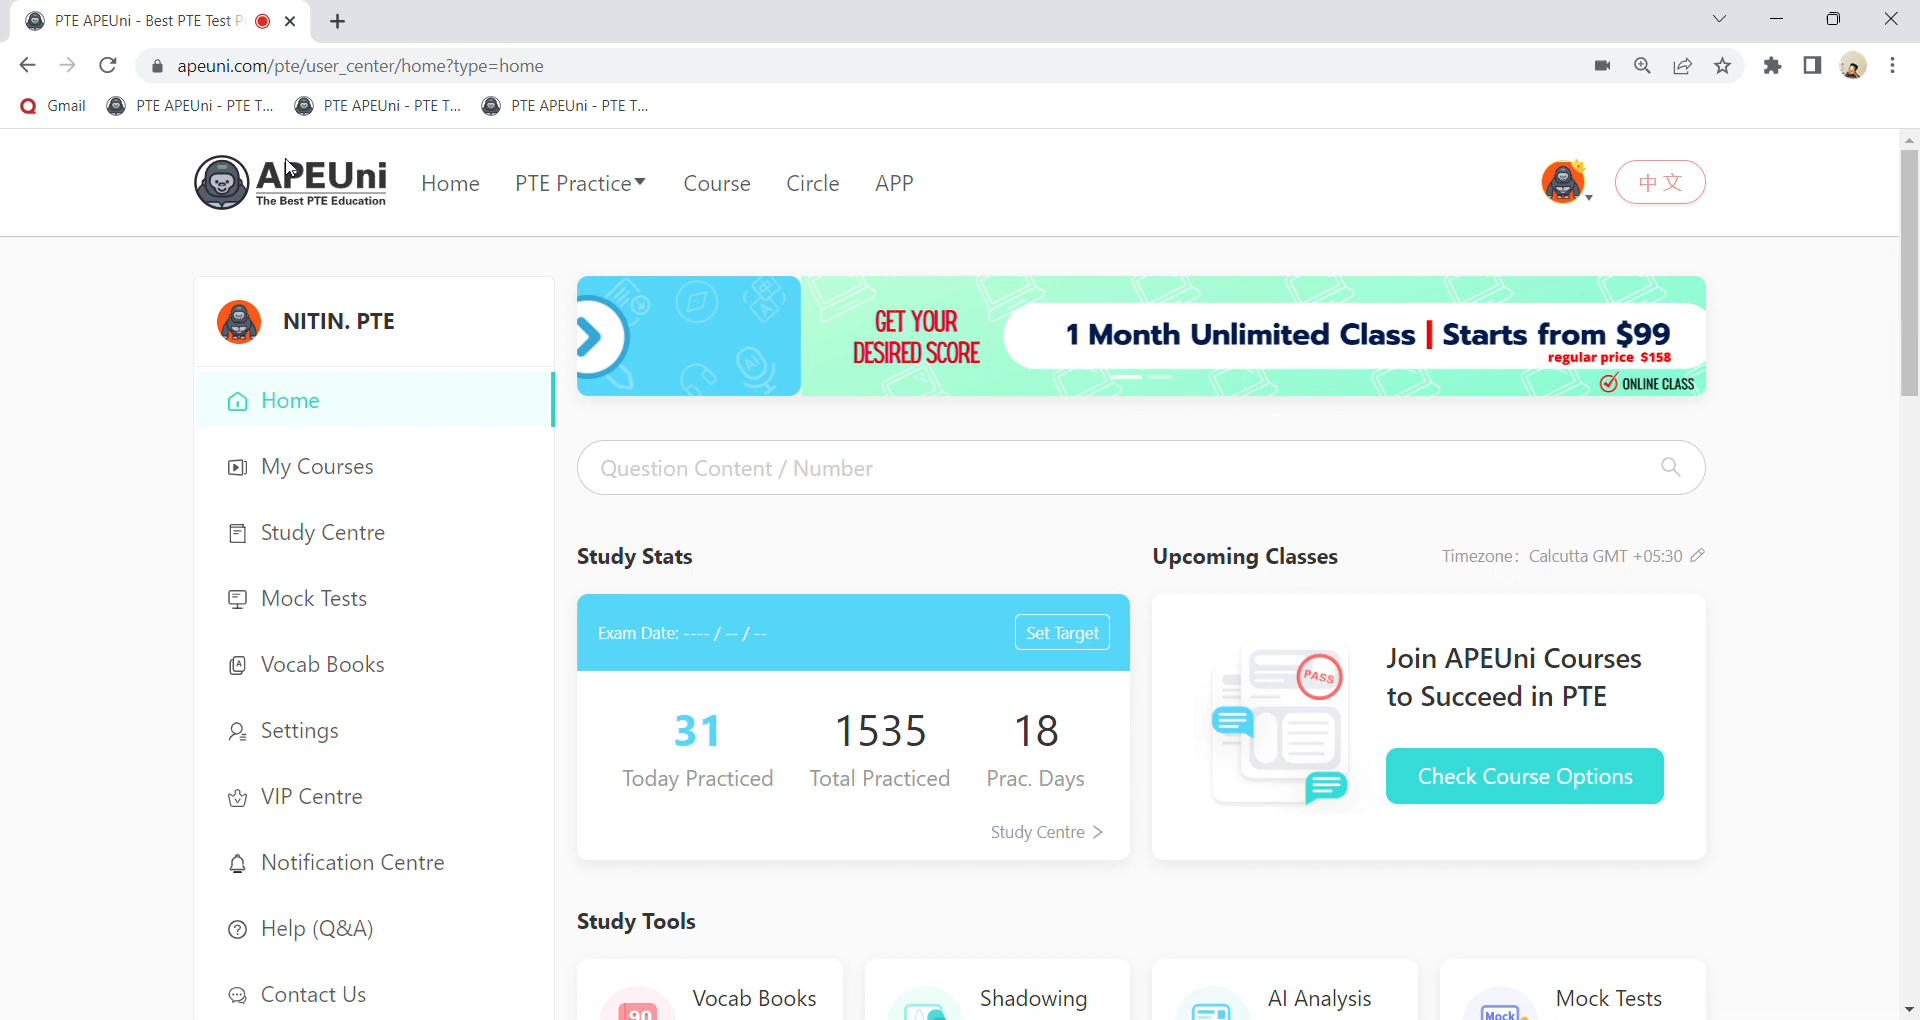 PTE APEUni - Best PTE Test P
apeuni.com/pte/user_center/home?type=home
Gmail PTE APEUni - PTE T... PTE APEUni - PTE T... PTE APEUni - PTE T...
APEUni
The Best PTE Education
Home PTE Practice Course Circle APP
中文
NITIN. PTE
Home
My Courses
Study Centre
Mock Tests
Vocab Books
Settings
VIP Centre
Notification Centre
Help (Q&A)
Contact Us
GET YOUR
DESIRED SCORE
1 Month Unlimited Class | Starts from $99
regular price $158
ONLINE CLASS
Question Content / Number
Study Stats
Exam Date: ---- / -- / --
Set Target
31 1535 18
Today Practiced Total Practiced Prac. Days
Study Centre >
Upcoming Classes
Timezone: Calcutta GMT +05:30
PASS
Join APEUni Courses
to Succeed in PTE
Check Course Options
Study Tools
Vocab Books Shadowing AI Analysis Mock Tests
90
Mock